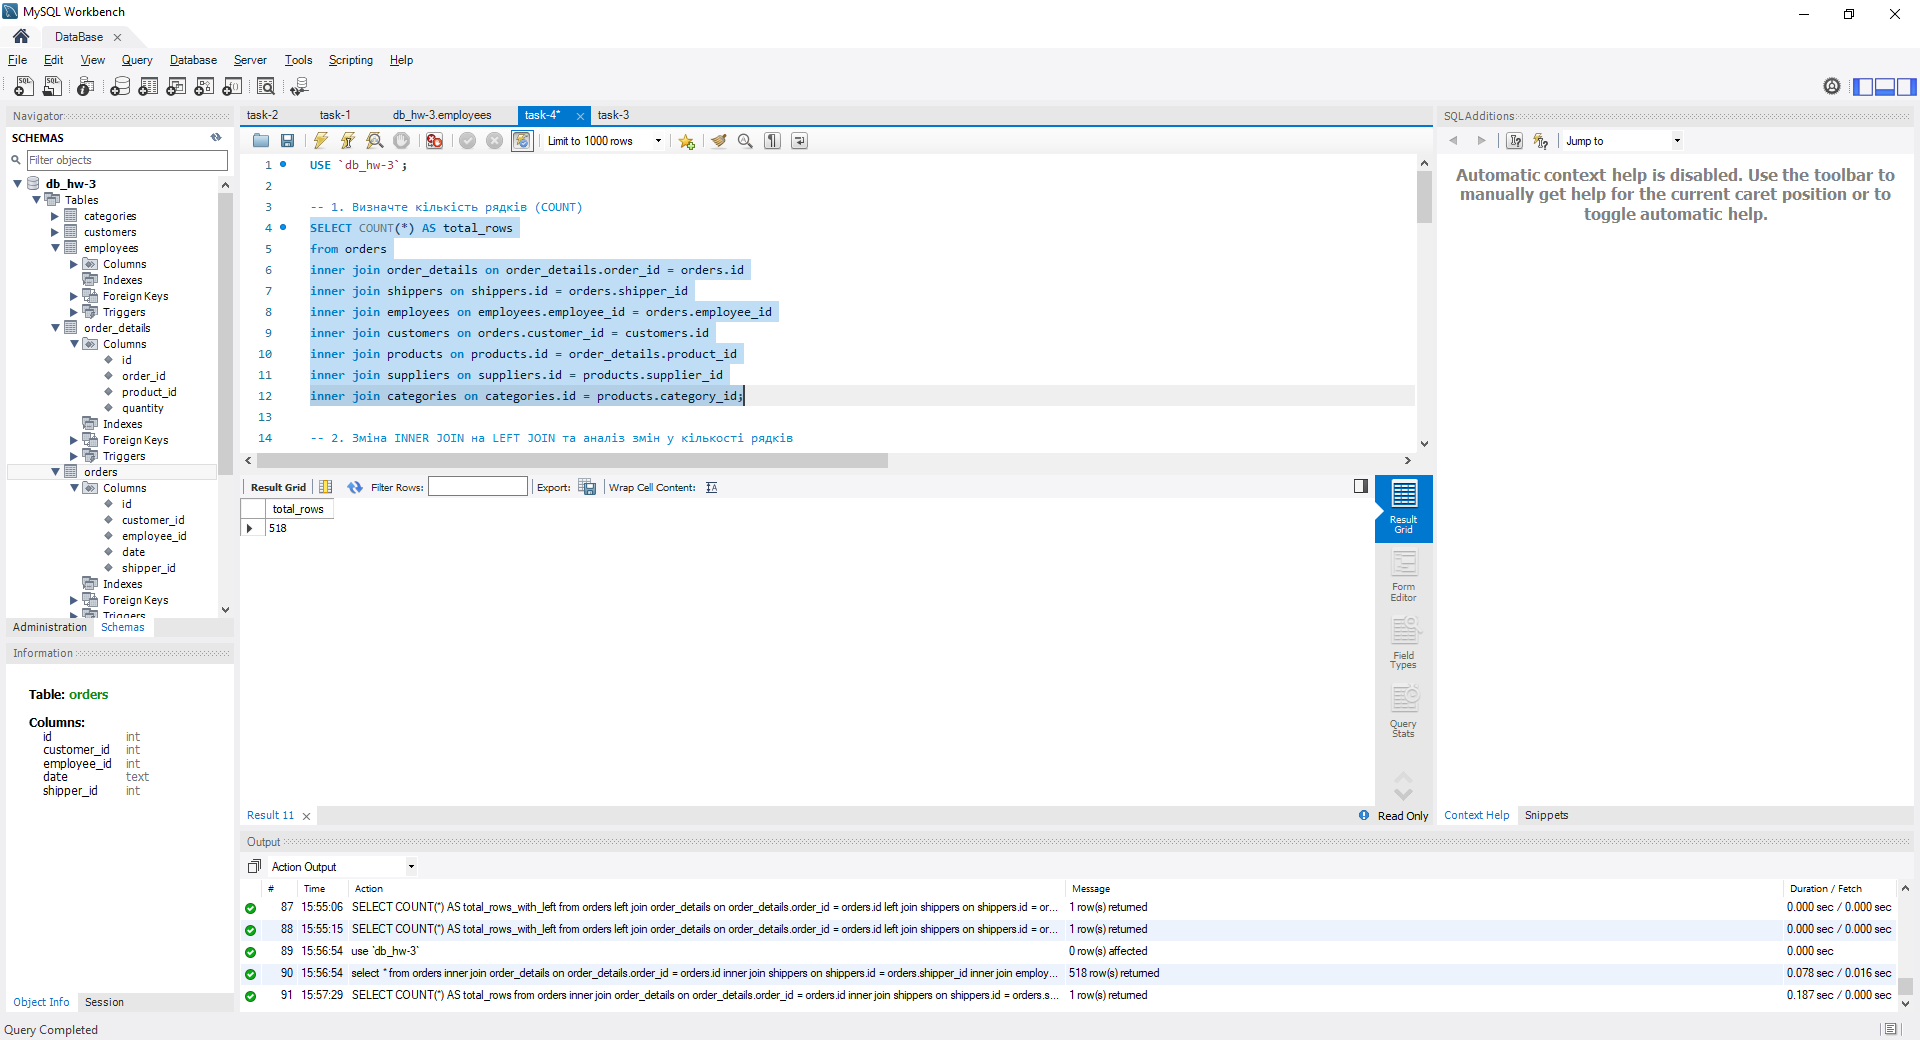 MySQL Workbench
DataBase
File Edit View Query Database Server Tools Scripting Help
Navigator
SCHEMAS
Filter objects
db_hw-3
Tables
categories
customers
employees
Columns
Indexes
Foreign Keys
Triggers
order_details
Columns
id
order_id
product_id
quantity
Indexes
Foreign Keys
Triggers
orders
Columns
id
customer_id
employee_id
date
shipper_id
Indexes
Foreign Keys
Triggers
Administration Schemas
Information
Table: orders
Columns:
id int
customer_id int
employee_id int
date text
shipper_id int
Object Info Session
Query Completed
task-2 task-1 db_hw-3.employees task-4* task-3
Limit to 1000 rows
1 USE `db_hw-3`;
2
3 -- 1. Визначте кількість рядків (COUNT)
4 SELECT COUNT(*) AS total_rows
5 from orders
6 inner join order_details on order_details.order_id = orders.id
7 inner join shippers on shippers.id = orders.shipper_id
8 inner join employees on employees.employee_id = orders.employee_id
9 inner join customers on orders.customer_id = customers.id
10 inner join products on products.id = order_details.product_id
11 inner join suppliers on suppliers.id = products.supplier_id
12 inner join categories on categories.id = products.category_id;
13
14 -- 2. Зміна INNER JOIN на LEFT JOIN та аналіз змін у кількості рядків
Result Grid Filter Rows: Export: Wrap Cell Content:
total_rows
518
Result Grid
Form Editor
Field Types
Query Stats
Result 11
Read Only
SQLAdditions
Jump to
Automatic context help is disabled. Use the toolbar to
manually get help for the current caret position or to
toggle automatic help.
Context Help Snippets
Output
Action Output
# Time Action Message Duration / Fetch
87 15:55:06 SELECT COUNT(*) AS total_rows_with_left from orders left join order_details on order_details.order_id = orders.id left join shippers on shippers.id = or... 1 row(s) returned 0.000 sec / 0.000 sec
88 15:55:15 SELECT COUNT(*) AS total_rows_with_left from orders left join order_details on order_details.order_id = orders.id left join shippers on shippers.id = or... 1 row(s) returned 0.000 sec / 0.000 sec
89 15:56:54 use `db_hw-3` 0 row(s) affected 0.000 sec
90 15:56:54 select * from orders inner join order_details on order_details.order_id = orders.id inner join shippers on shippers.id = orders.shipper_id inner join employ... 518 row(s) returned 0.078 sec / 0.016 sec
91 15:57:29 SELECT COUNT(*) AS total_rows from orders inner join order_details on order_details.order_id = orders.id inner join shippers on shippers.id = orders.s... 1 row(s) returned 0.187 sec / 0.000 sec